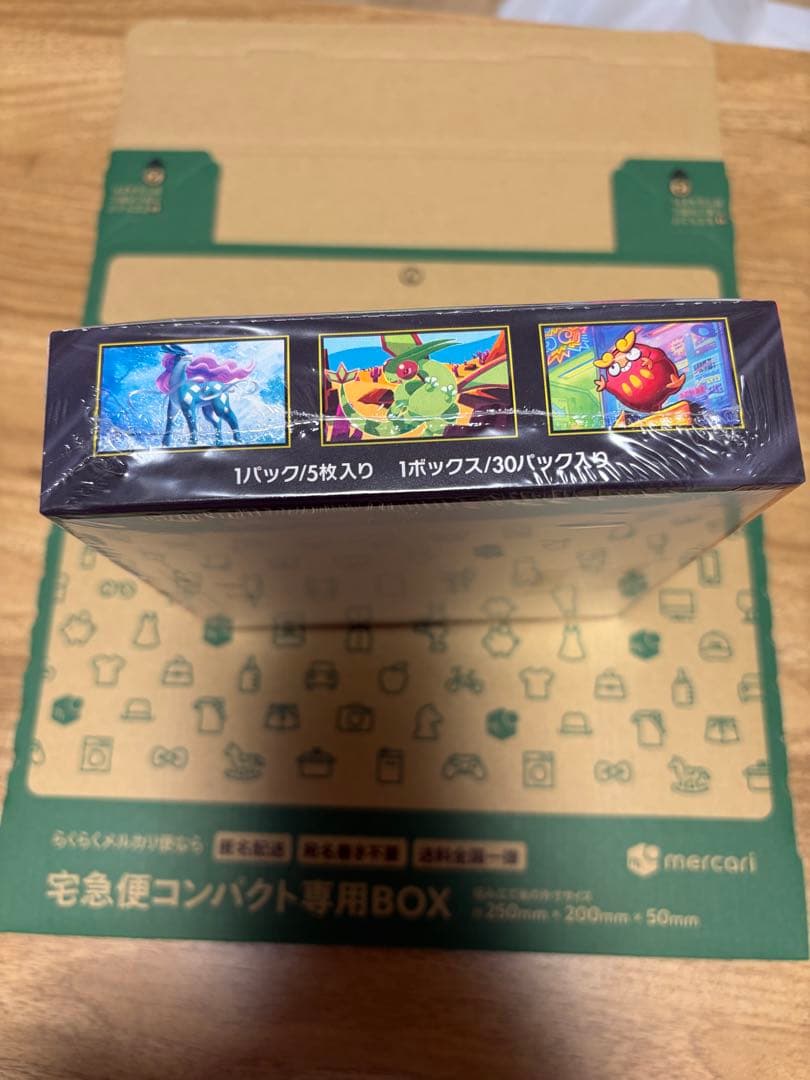 1パック/5枚入り 1ボックス/30パック入り
らくらくメルカリ便なら 匿名配送 宛名書き不要 送料全国一律
mercari
宅急便コンパクト専用BOX
250mm × 200mm × 50mm